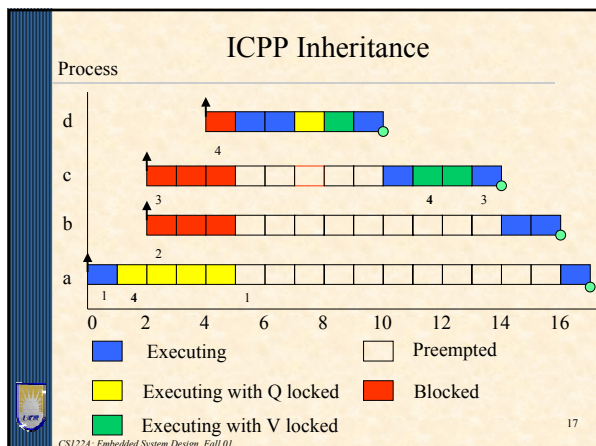 ICPP Inheritance
Process
d
4
c
3
4
3
b
2
a
1
4
1
0 2 4 6 8 10 12 14 16
Executing
Preempted
Executing with Q locked
Blocked
Executing with V locked
17
CS122A: Embedded System Design, Fall 01